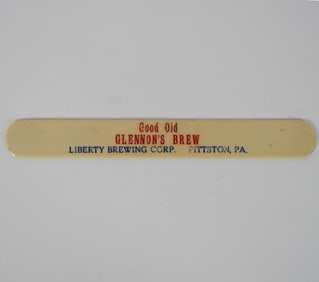 Good Old
GLENNON'S BREW
LIBERTY BREWING CORP. PITTSTON, PA.